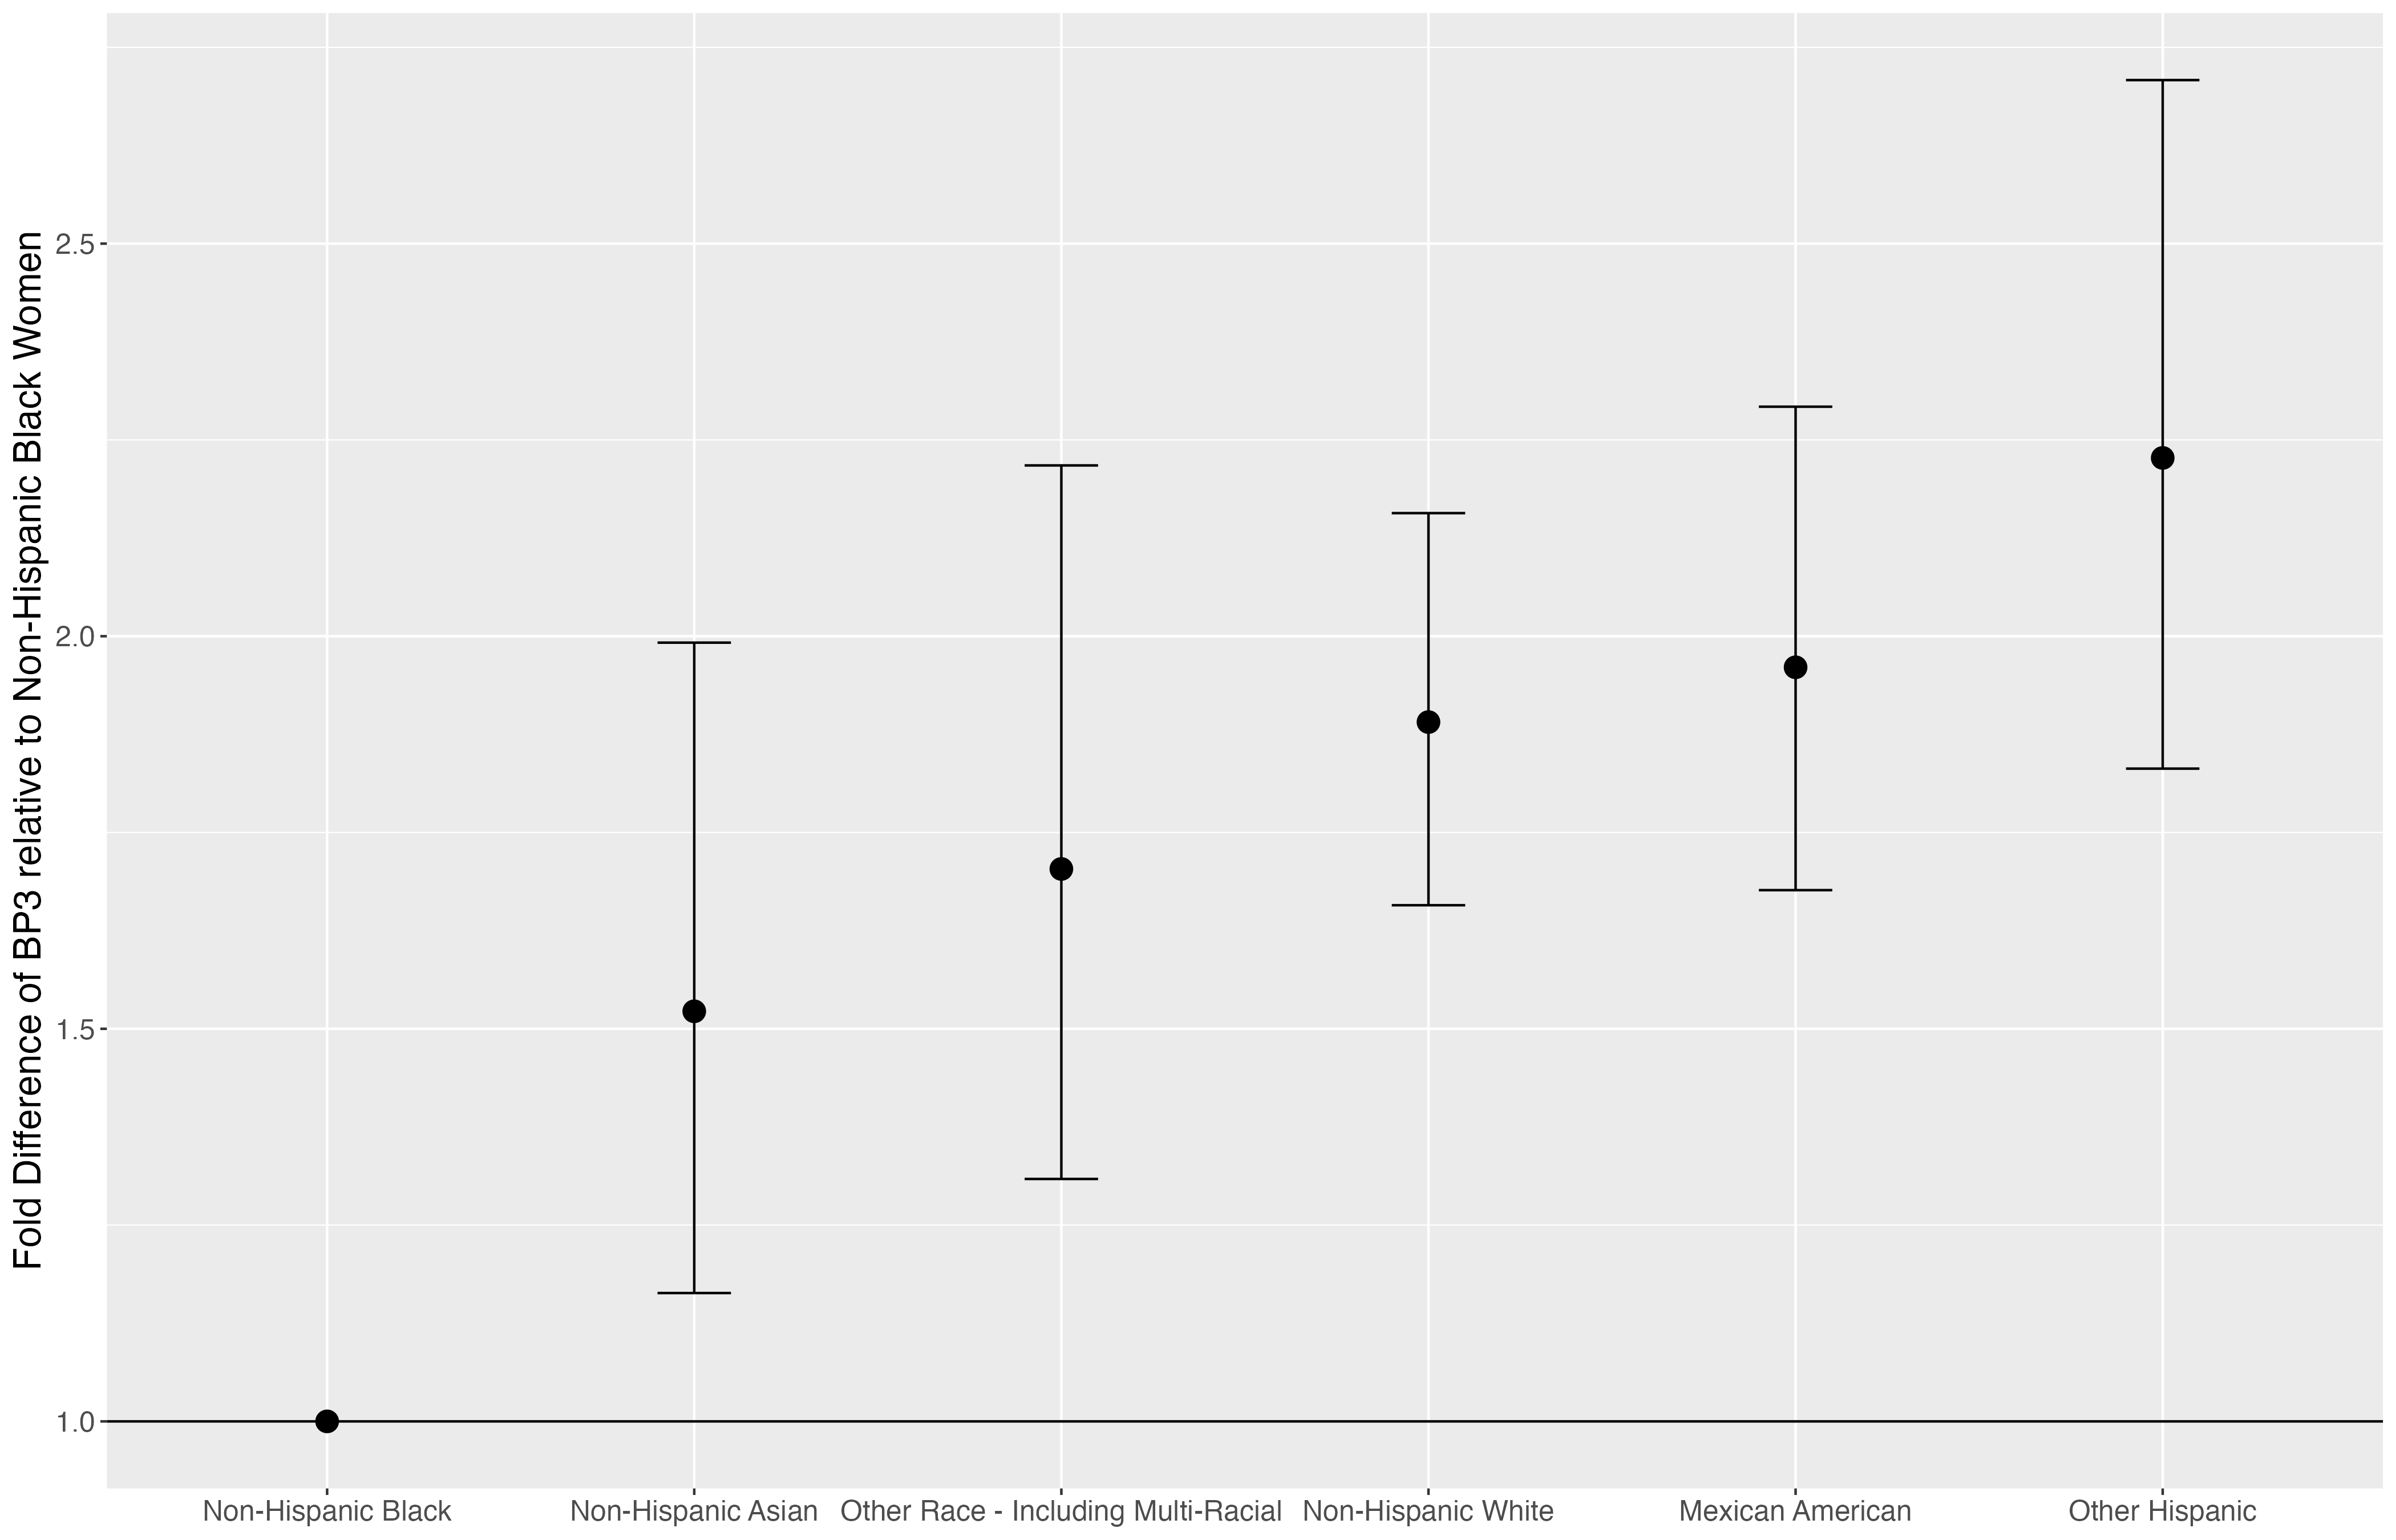 Fold Difference of BP3 relative to Non-Hispanic Black Women
2.5
2.0
1.5
1.0
Non-Hispanic Black
Non-Hispanic Asian
Other Race - Including Multi-Racial
Non-Hispanic White
Mexican American
Other Hispanic